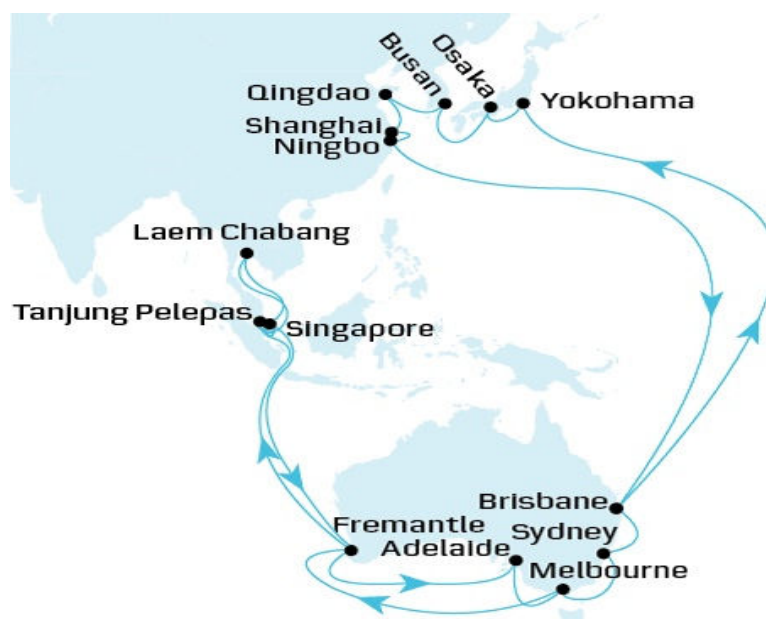 Busan
Osaka
Qingdao
Yokohama
Shanghai
Ningbo
Laem Chabang
Tanjung Pelepas
Singapore
Brisbane
Fremantle
Sydney
Adelaide
Melbourne